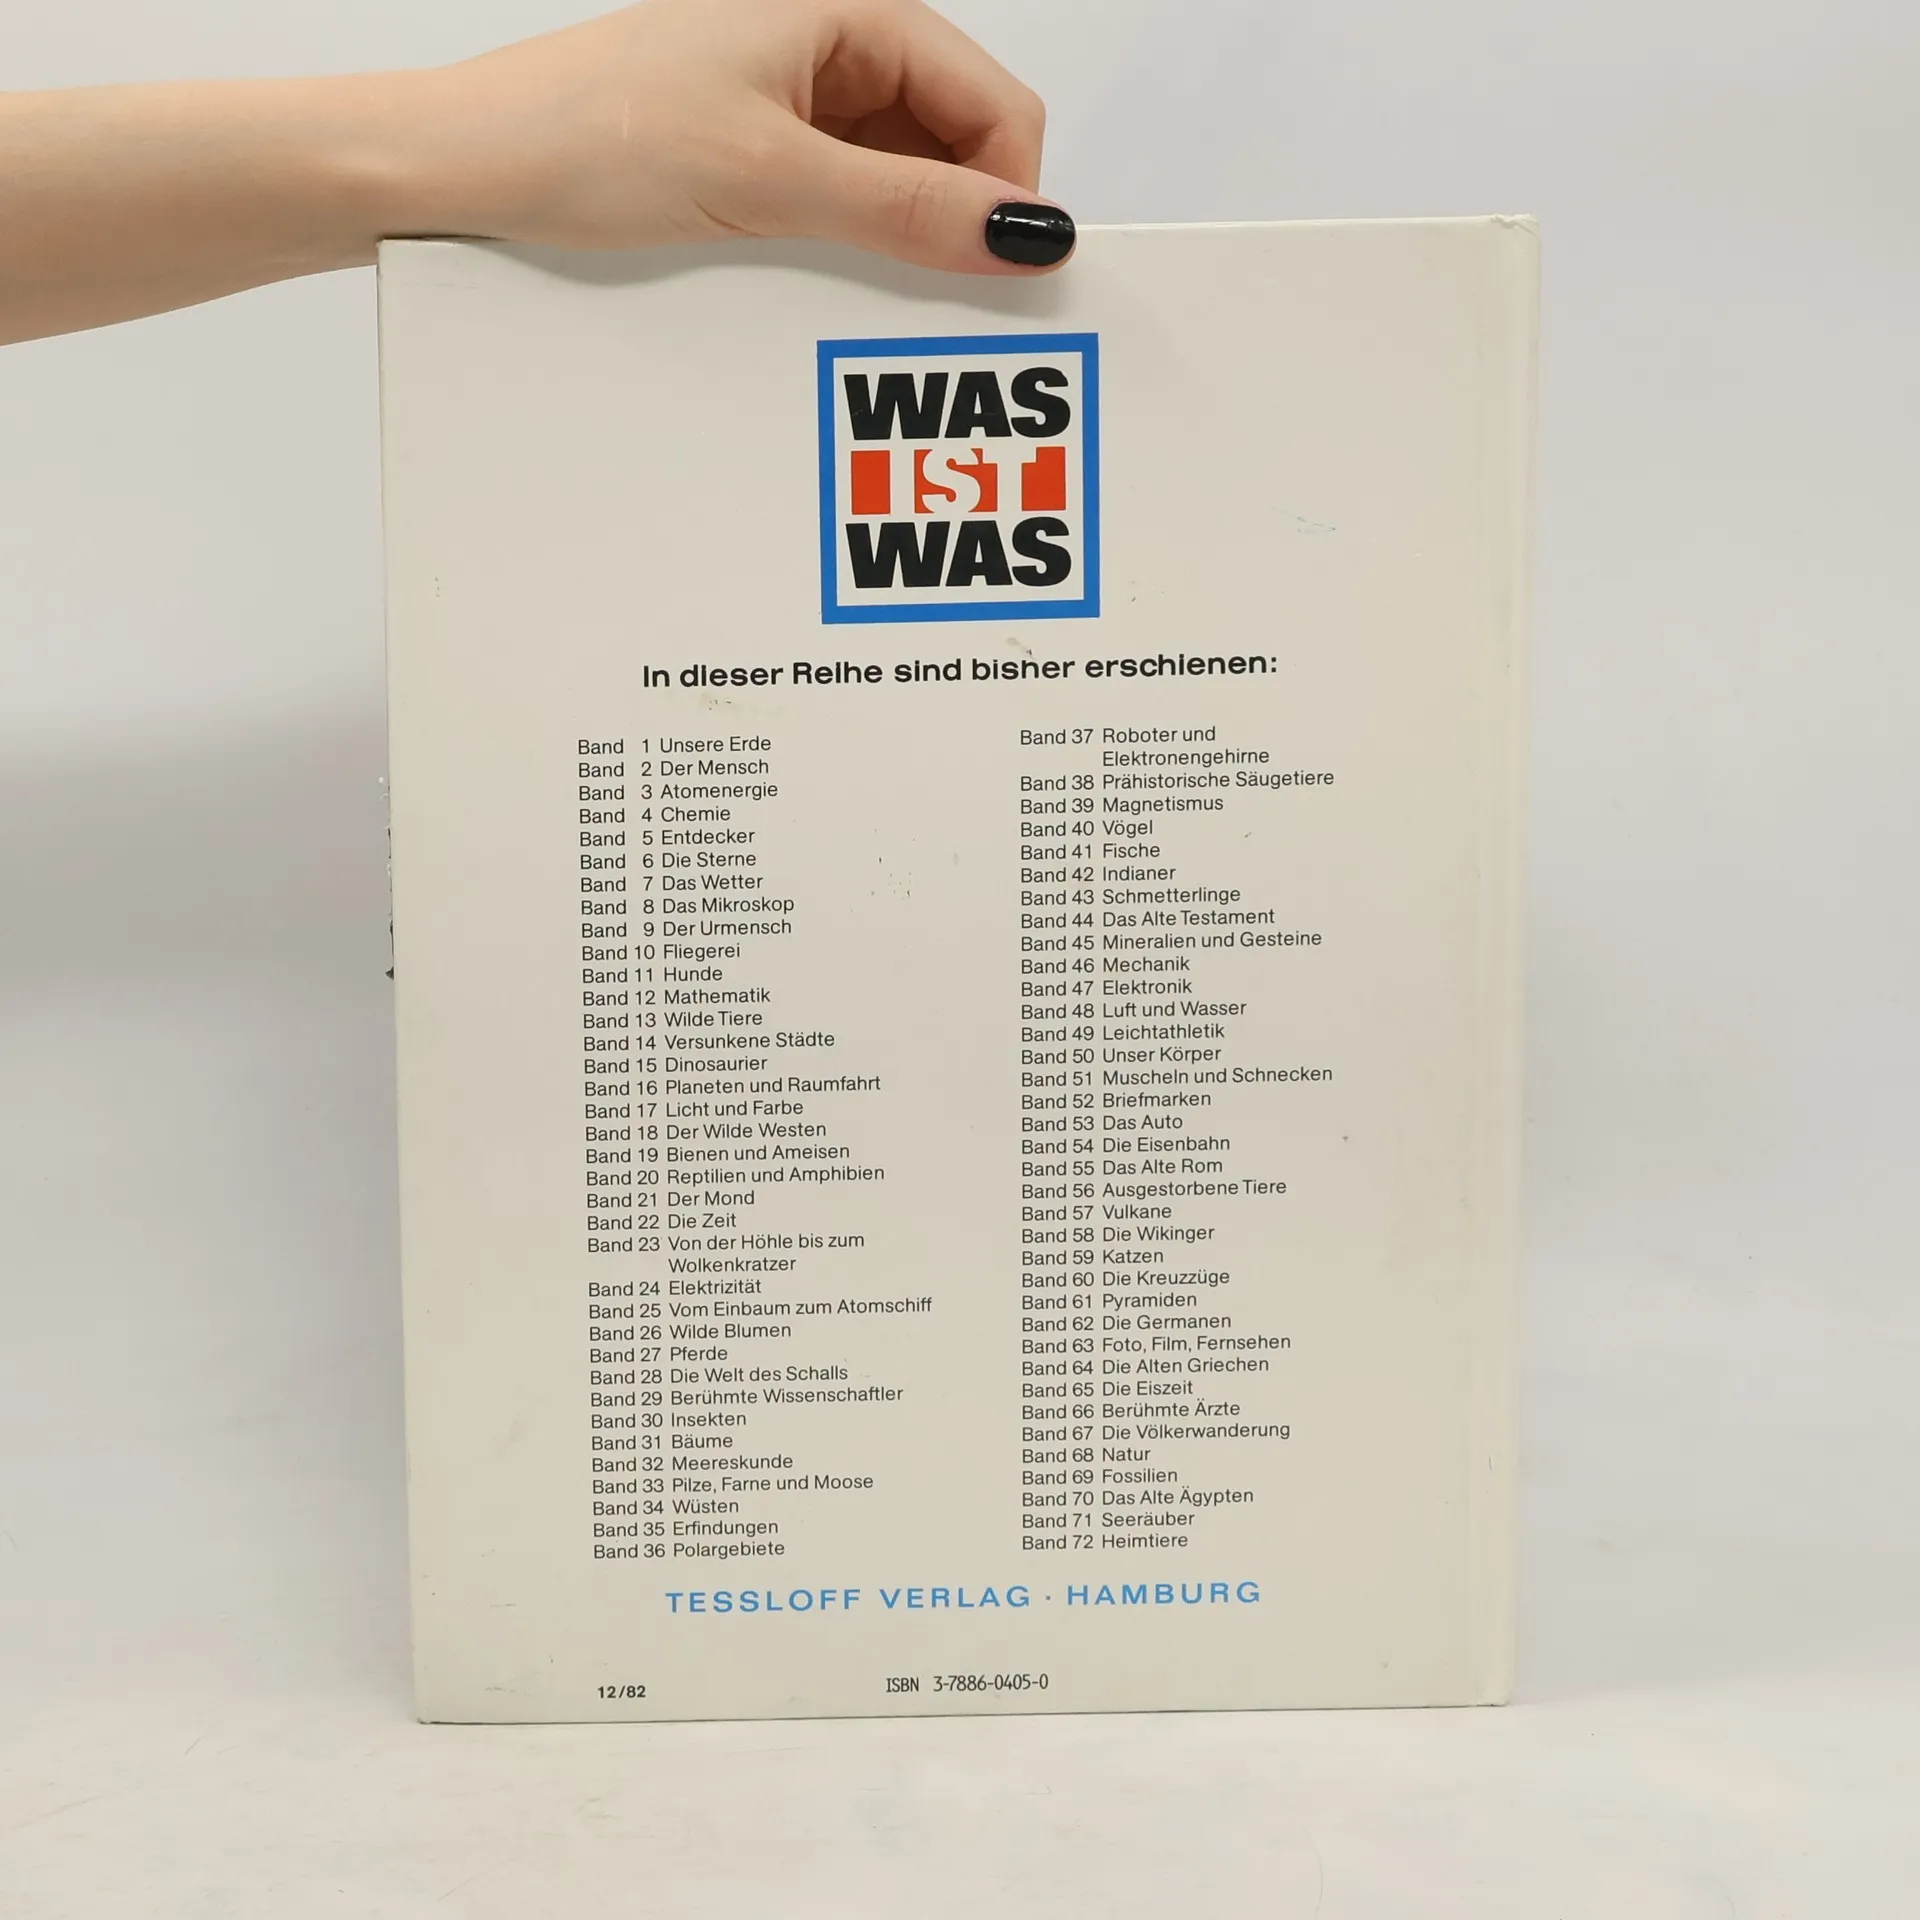 WAS
IST
WAS
In dieser Reihe sind bisher erschienen:
Band 1 Unsere Erde
Band 2 Der Mensch
Band 3 Atomenergie
Band 4 Chemie
Band 5 Entdecker
Band 6 Die Sterne
Band 7 Das Wetter
Band 8 Das Mikroskop
Band 9 Der Urmensch
Band 10 Fliegerei
Band 11 Hunde
Band 12 Mathematik
Band 13 Wilde Tiere
Band 14 Versunkene Städte
Band 15 Dinosaurier
Band 16 Planeten und Raumfahrt
Band 17 Licht und Farbe
Band 18 Der Wilde Westen
Band 19 Bienen und Ameisen
Band 20 Reptilien und Amphibien
Band 21 Der Mond
Band 22 Die Zeit
Band 23 Von der Höhle bis zum
Wolkenkratzer
Band 24 Elektrizität
Band 25 Vom Einbaum zum Atomschiff
Band 26 Wilde Blumen
Band 27 Pferde
Band 28 Die Welt des Schalls
Band 29 Berühmte Wissenschaftler
Band 30 Insekten
Band 31 Bäume
Band 32 Meereskunde
Band 33 Pilze, Farne und Moose
Band 34 Wüsten
Band 35 Erfindungen
Band 36 Polargebiete
Band 37 Roboter und
Elektronengehirne
Band 38 Prähistorische Säugetiere
Band 39 Magnetismus
Band 40 Vögel
Band 41 Fische
Band 42 Indianer
Band 43 Schmetterlinge
Band 44 Das Alte Testament
Band 45 Mineralien und Gesteine
Band 46 Mechanik
Band 47 Elektronik
Band 48 Luft und Wasser
Band 49 Leichtathletik
Band 50 Unser Körper
Band 51 Muscheln und Schnecken
Band 52 Briefmarken
Band 53 Das Auto
Band 54 Die Eisenbahn
Band 55 Das Alte Rom
Band 56 Ausgestorbene Tiere
Band 57 Vulkane
Band 58 Die Wikinger
Band 59 Katzen
Band 60 Die Kreuzzüge
Band 61 Pyramiden
Band 62 Die Germanen
Band 63 Foto, Film, Fernsehen
Band 64 Die Alten Griechen
Band 65 Die Eiszeit
Band 66 Berühmte Ärzte
Band 67 Die Völkerwanderung
Band 68 Natur
Band 69 Fossilien
Band 70 Das Alte Ägypten
Band 71 Seeräuber
Band 72 Heimtiere
TESSLOFF VERLAG · HAMBURG
12/82
ISBN 3-7886-0405-0